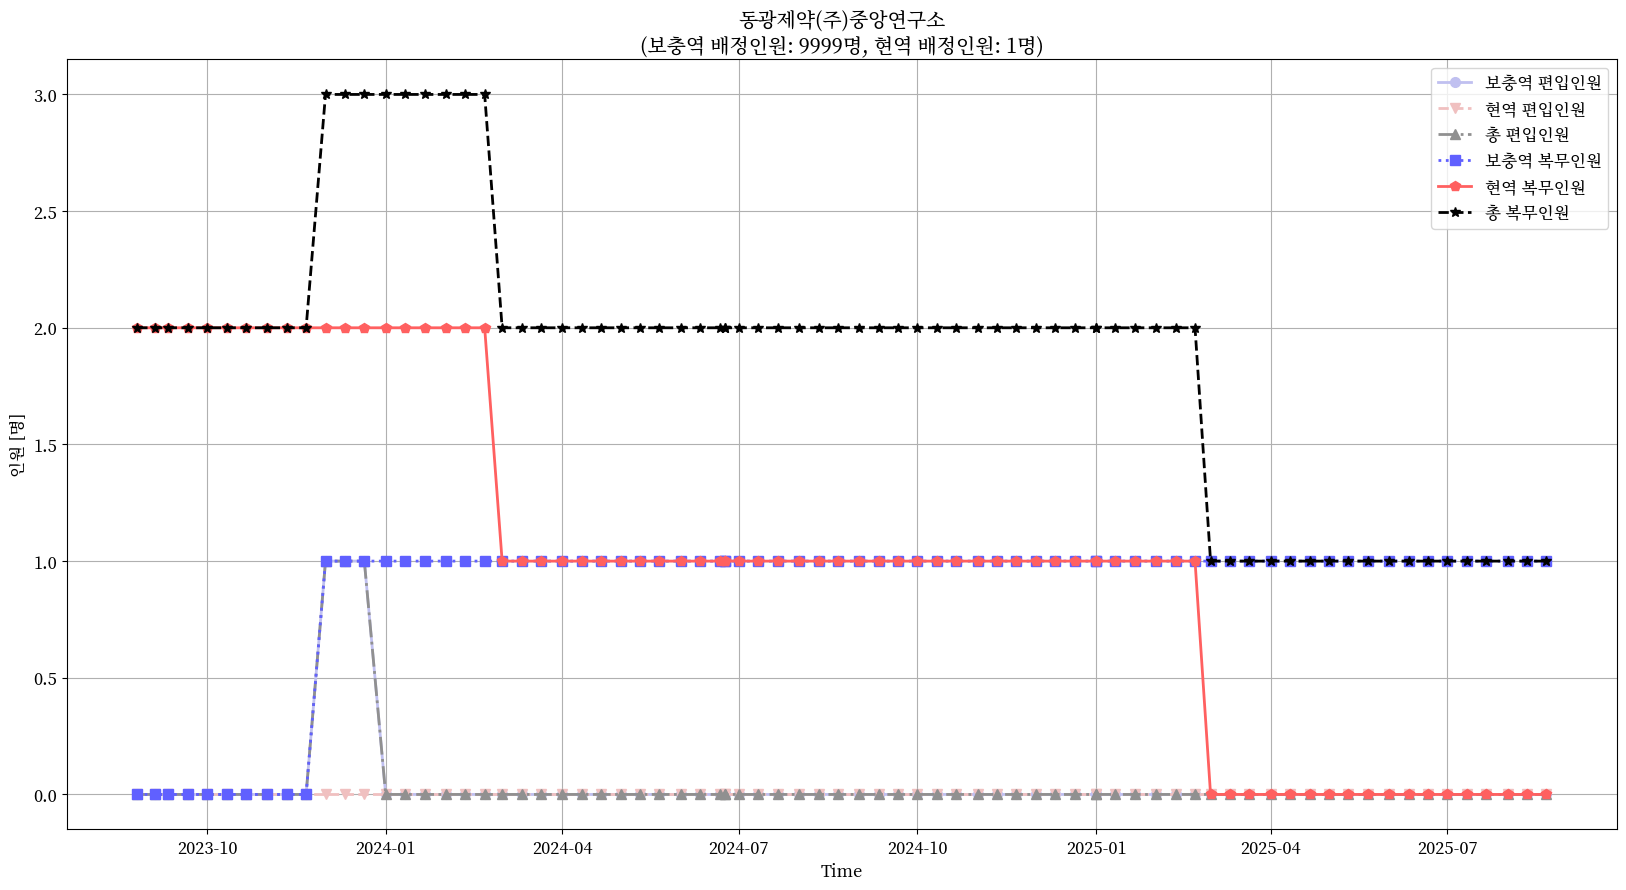 동광제약(주)중앙연구소
(보충역 배정인원: 9999명, 현역 배정인원: 1명)
보충역 편입인원
현역 편입인원
총 편입인원
보충역 복무인원
현역 복무인원
총 복무인원
인원 [명]
3.0
2.5
2.0
1.5
1.0
0.5
0.0
2023-10
2024-01
2024-04
2024-07
2024-10
2025-01
2025-04
2025-07
Time